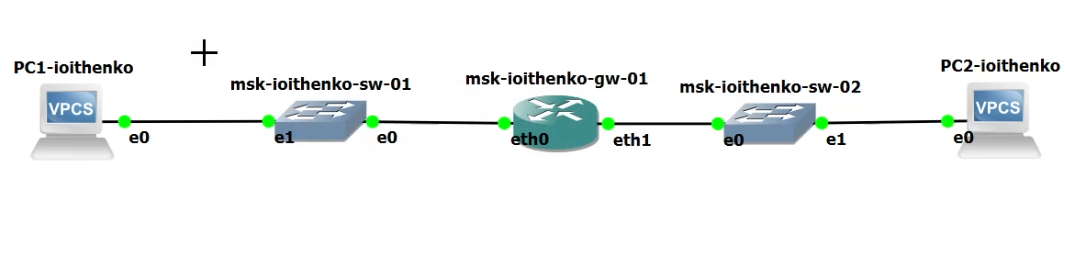 PC1-ioithenko
msk-ioithenko-sw-01
msk-ioithenko-gw-01
msk-ioithenko-sw-02
PC2-ioithenko
VPCS
VPCS
e0
e1
e0
eth0
eth1
e0
e1
e0